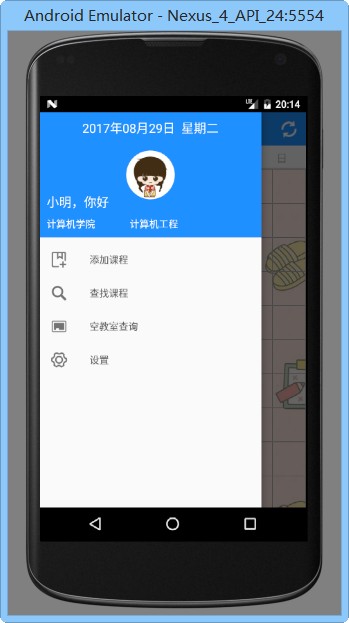 Android Emulator - Nexus_4_API_24:5554
20:14
2017年08月29日 星期二
小明，你好
计算机学院 计算机工程
日
添加课程
查找课程
空教室查询
设置